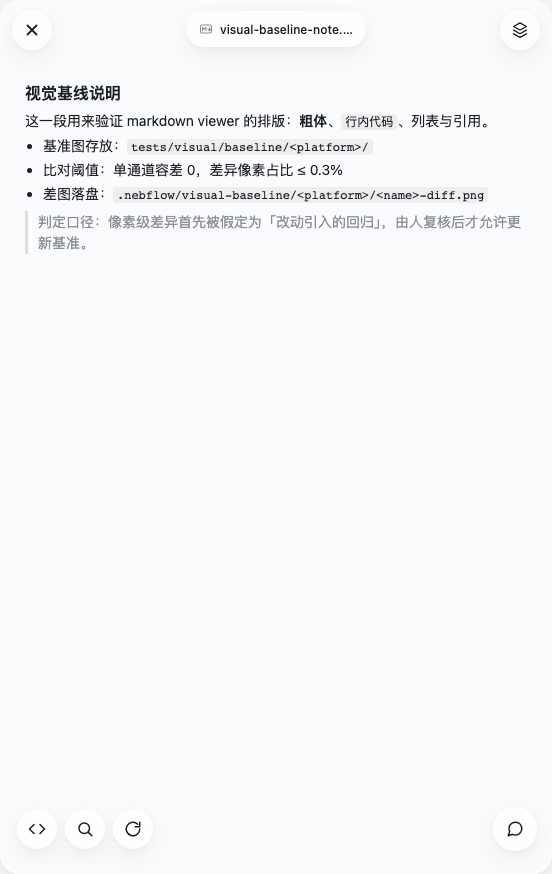 visual-baseline-note.…
视觉基线说明
这一段用来验证 markdown viewer 的排版：粗体、行内代码、列表与引用。
基准图存放：tests/visual/baseline/<platform>/
比对阈值：单通道容差 0，差异像素占比 ≤ 0.3%
差图落盘：.nebflow/visual-baseline/<platform>/<name>-diff.png
判定口径：像素级差异首先被假定为「改动引入的回归」，由人复核后才允许更
新基准。